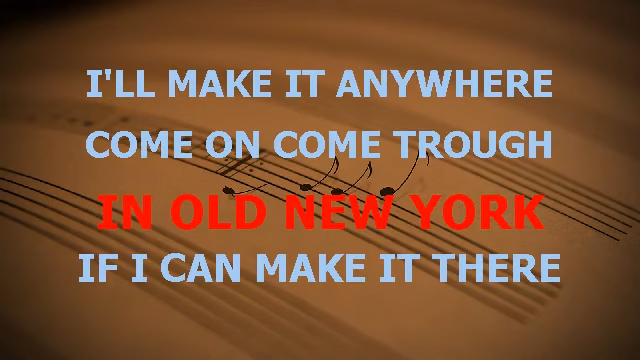 I'LL MAKE IT ANYWHERE
COME ON COME TROUGH
IN OLD NEW YORK
IF I CAN MAKE IT THERE